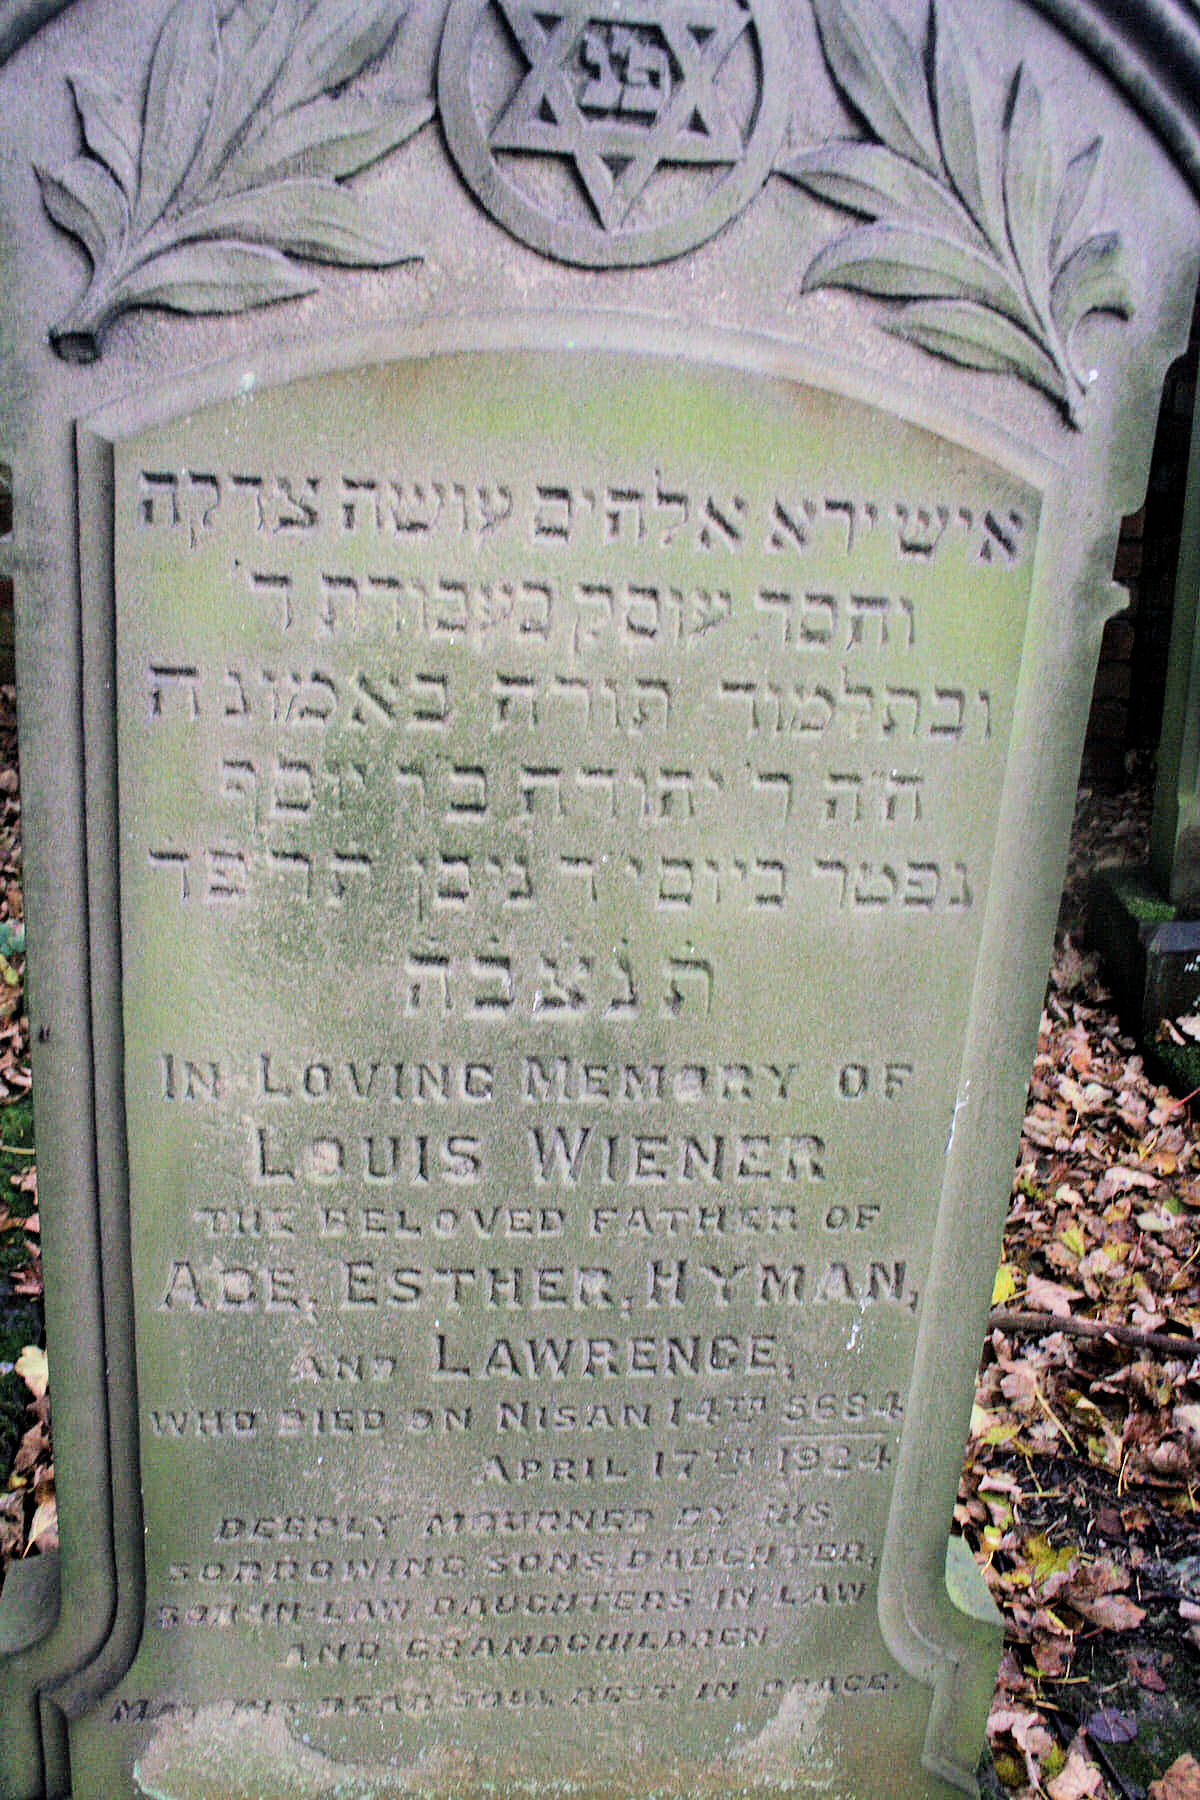 פנ
איש ירא אלהים עושה צדקה
וחסד עוסק בעבודת ד'
ובתלמוד תורה באמונה
ה"ה ר' יהודה בר יוסף
נפטר ביום י"ד ניסן תרפ"ד
תנצבה
IN LOVING MEMORY OF
LOUIS WIENER
THE BELOVED FATHER OF
ABE, ESTHER, HYMAN,
AND LAWRENCE,
WHO DIED ON NISAN 14TH 5684
APRIL 17TH 1924
DEEPLY MOURNED BY HIS
SORROWING SONS, DAUGHTER,
SON-IN-LAW DAUGHTERS-IN-LAW
AND GRANDCHILDREN.
MAY HIS DEAR SOUL REST IN PEACE.